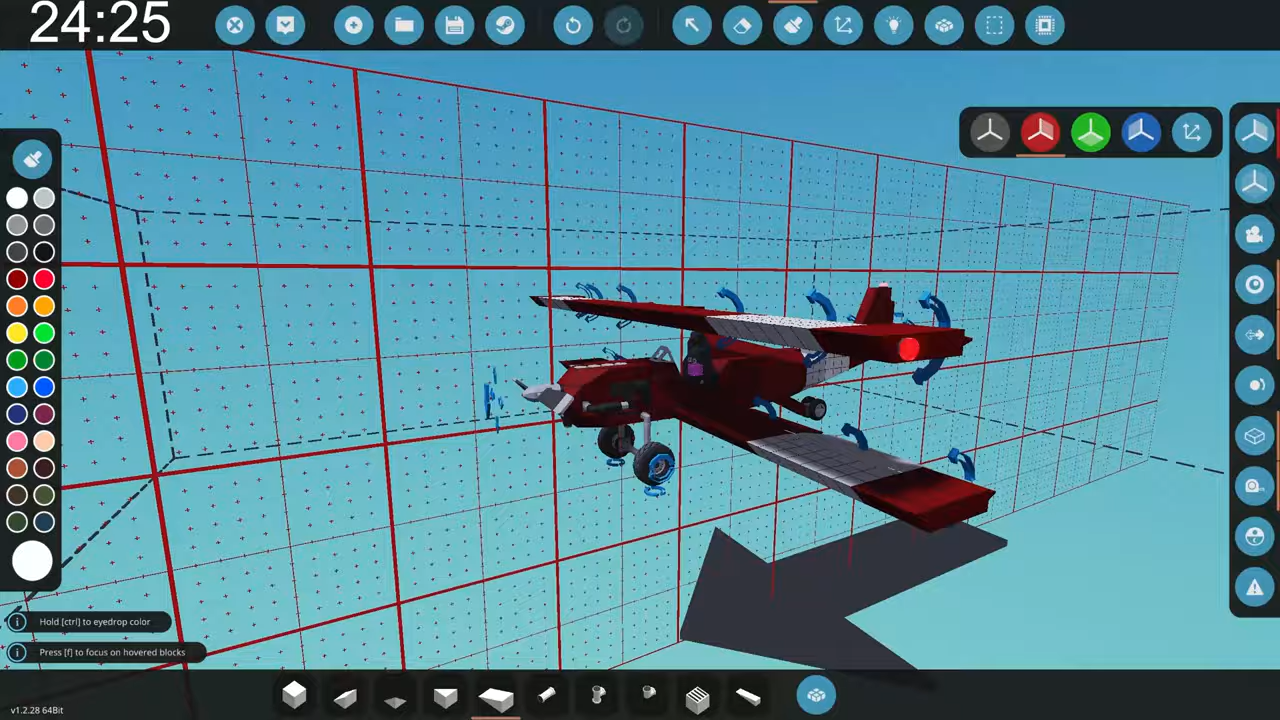 24:25
Hold [ctrl] to eyedrop color
Press [f] to focus on hovered blocks
v1.2.28 64Bit